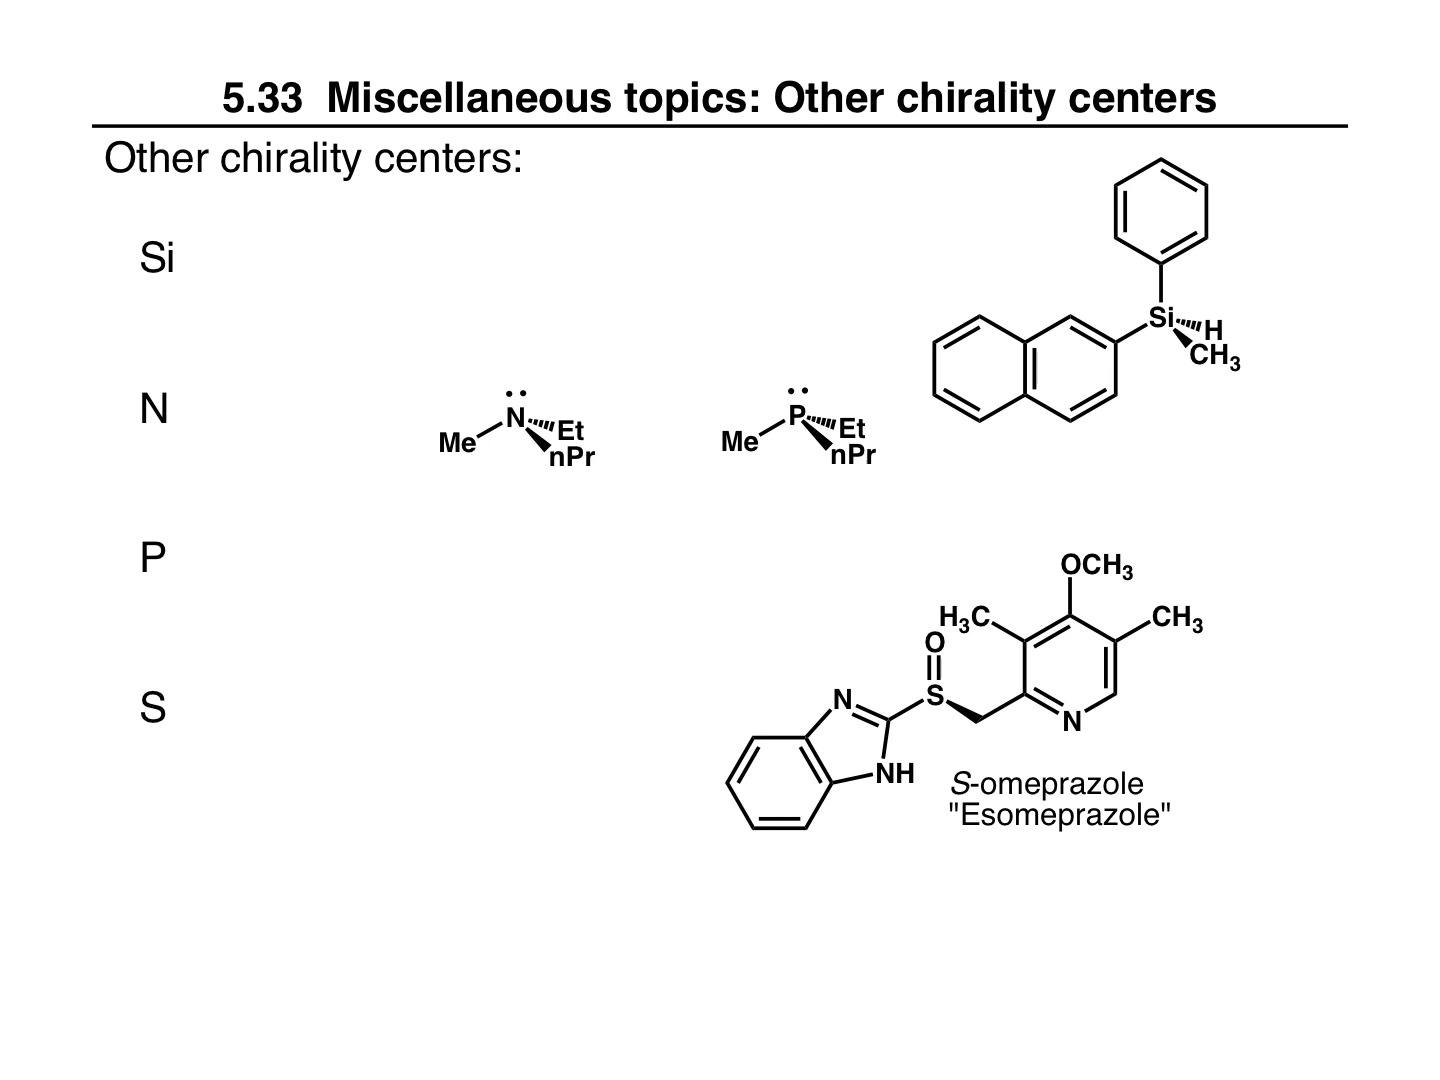 5.33  Miscellaneous topics: Other chirality centers
Other chirality centers:
Si
Si
H
CH3
N
N
Me
Et
nPr
P
Me
Et
nPr
P
OCH3
H3C
CH3
O
S
S
N
N
NH
S-omeprazole
"Esomeprazole"